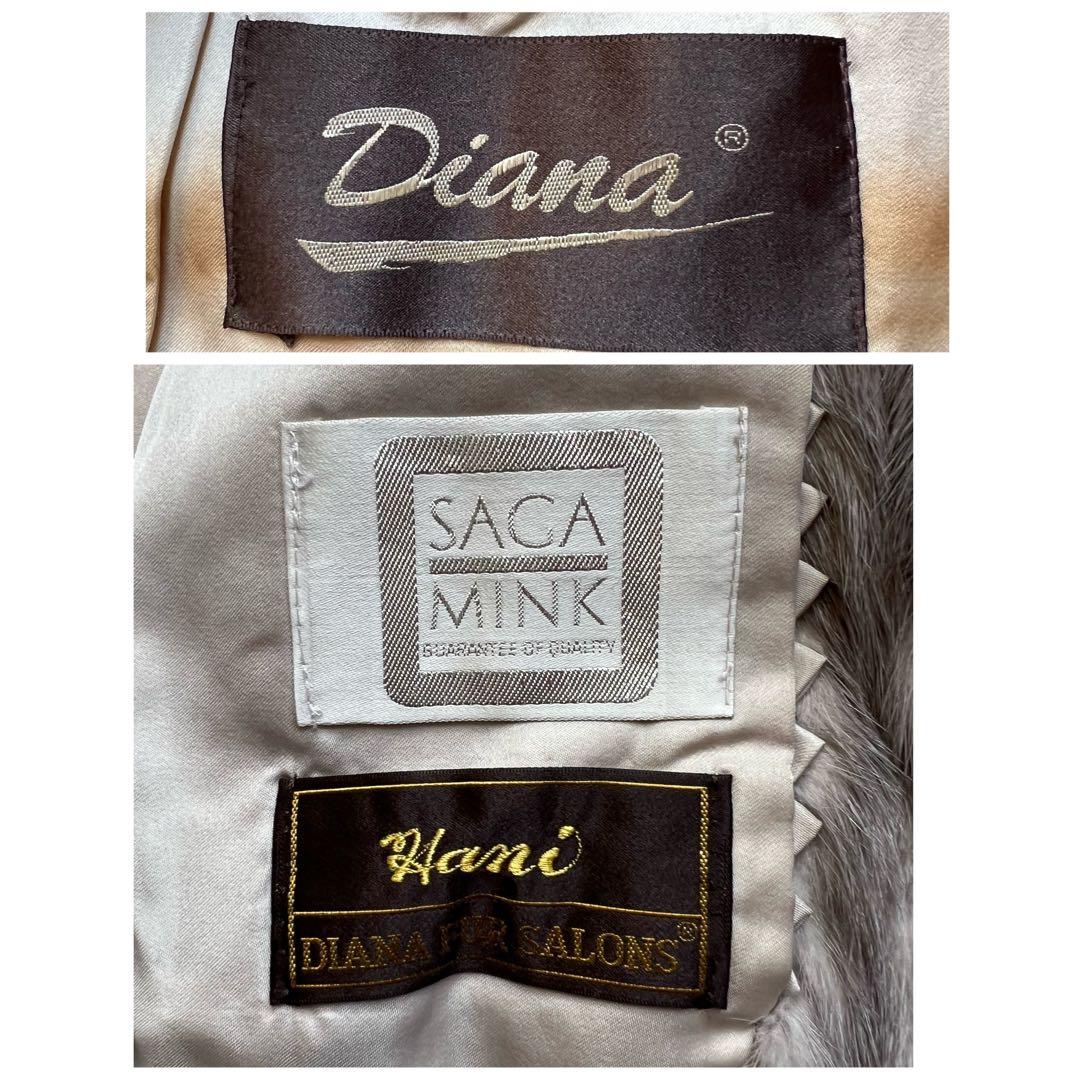 Diana ®
SAGA
MINK
GUARANTEE OF QUALITY
Hani
DIANA FUR SALONS®